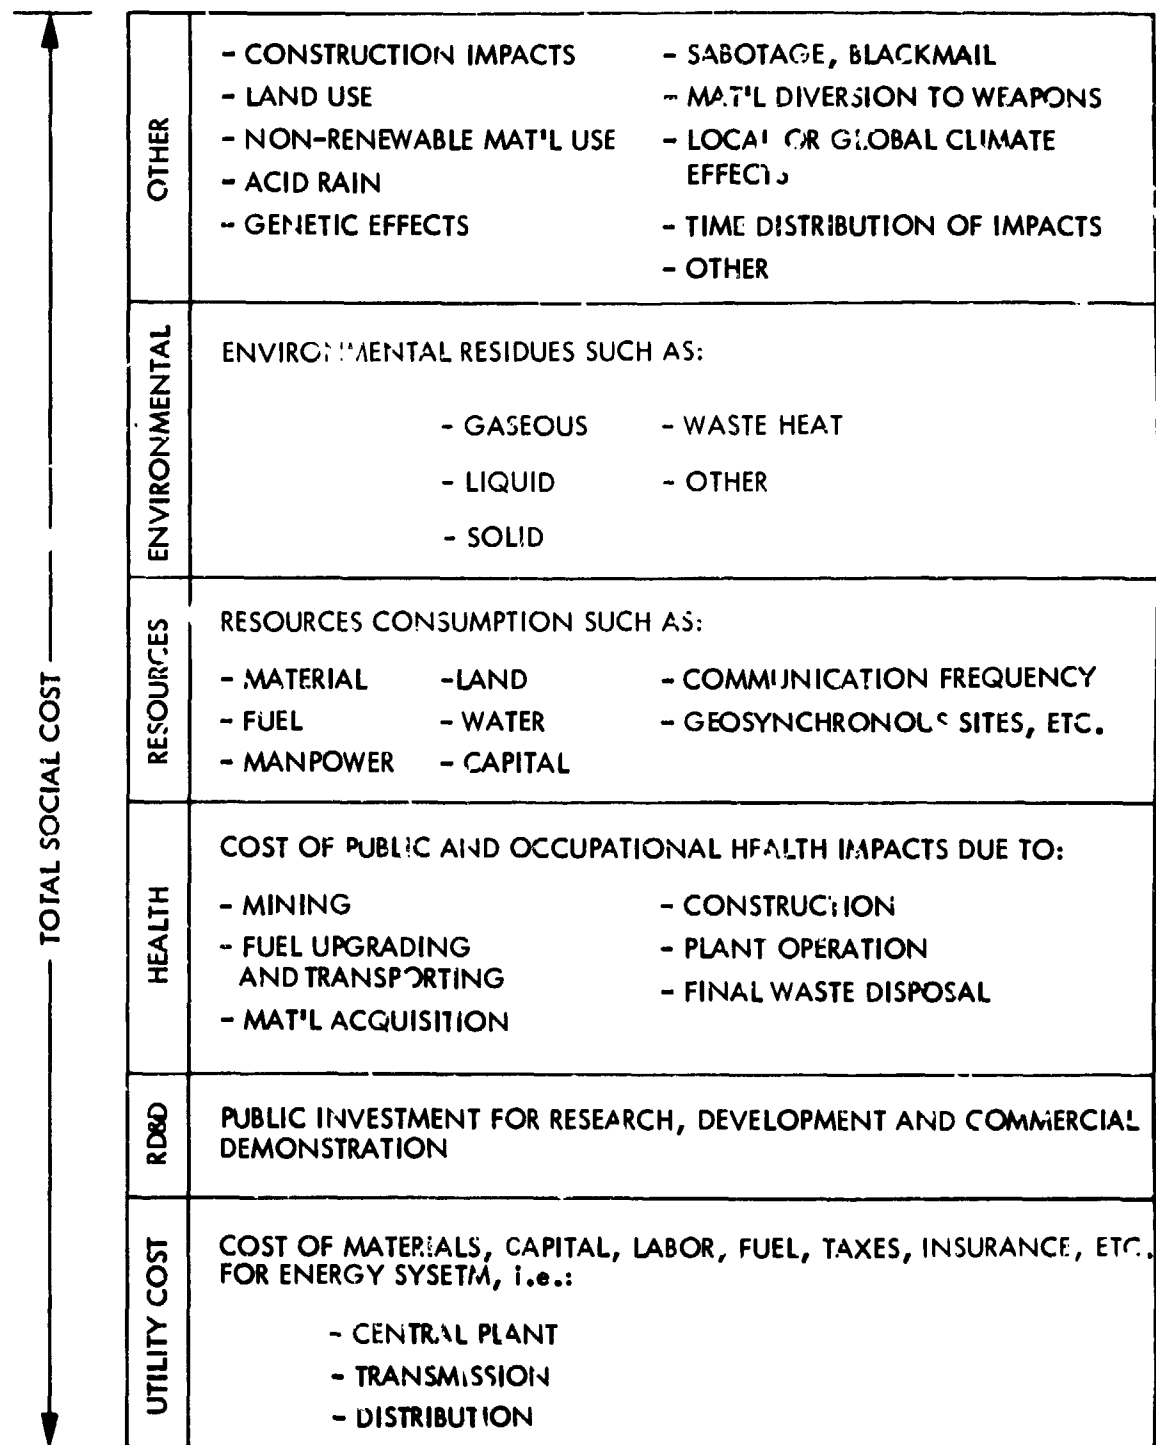 TOTAL SOCIAL COST
OTHER
- CONSTRUCTION IMPACTS
- LAND USE
- NON-RENEWABLE MAT'L USE
- ACID RAIN
- GENETIC EFFECTS
- SABOTAGE, BLACKMAIL
- MAT'L DIVERSION TO WEAPONS
- LOCAL OR GLOBAL CLIMATE
EFFECTS
- TIME DISTRIBUTION OF IMPACTS
- OTHER
ENVIRONMENTAL
ENVIRONMENTAL RESIDUES SUCH AS:
- GASEOUS
- LIQUID
- SOLID
- WASTE HEAT
- OTHER
RESOURCES
RESOURCES CONSUMPTION SUCH AS:
- MATERIAL
- FUEL
- MANPOWER
-LAND
- WATER
- CAPITAL
- COMMUNICATION FREQUENCY
- GEOSYNCHRONOUS SITES, ETC.
HEALTH
COST OF PUBLIC AND OCCUPATIONAL HEALTH IMPACTS DUE TO:
- MINING
- FUEL UPGRADING
AND TRANSPORTING
- MAT'L ACQUISITION
- CONSTRUCTION
- PLANT OPERATION
- FINAL WASTE DISPOSAL
RD&D
PUBLIC INVESTMENT FOR RESEARCH, DEVELOPMENT AND COMMERCIAL
DEMONSTRATION
UTILITY COST
COST OF MATERIALS, CAPITAL, LABOR, FUEL, TAXES, INSURANCE, ETC.
FOR ENERGY SYSETM, i.e.:
- CENTRAL PLANT
- TRANSMISSION
- DISTRIBUTION